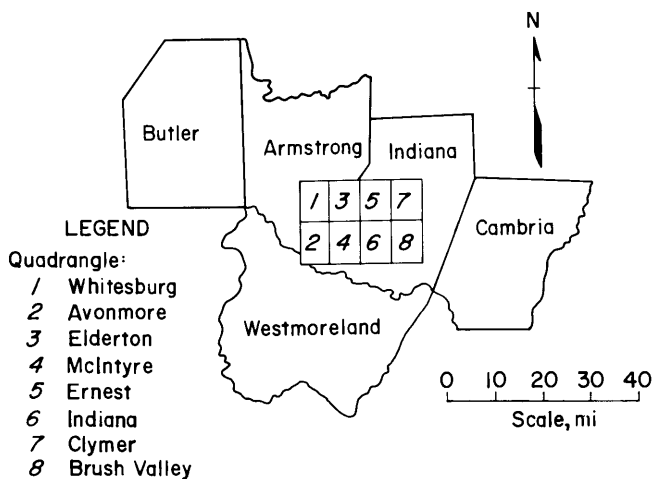 N
Butler
Armstrong
Indiana
1 3 5 7
Cambria
2 4 6 8
Westmoreland
LEGEND
Quadrangle:
1 Whitesburg
2 Avonmore
3 Elderton
4 McIntyre
5 Ernest
6 Indiana
7 Clymer
8 Brush Valley
0 10 20 30 40
Scale, mi